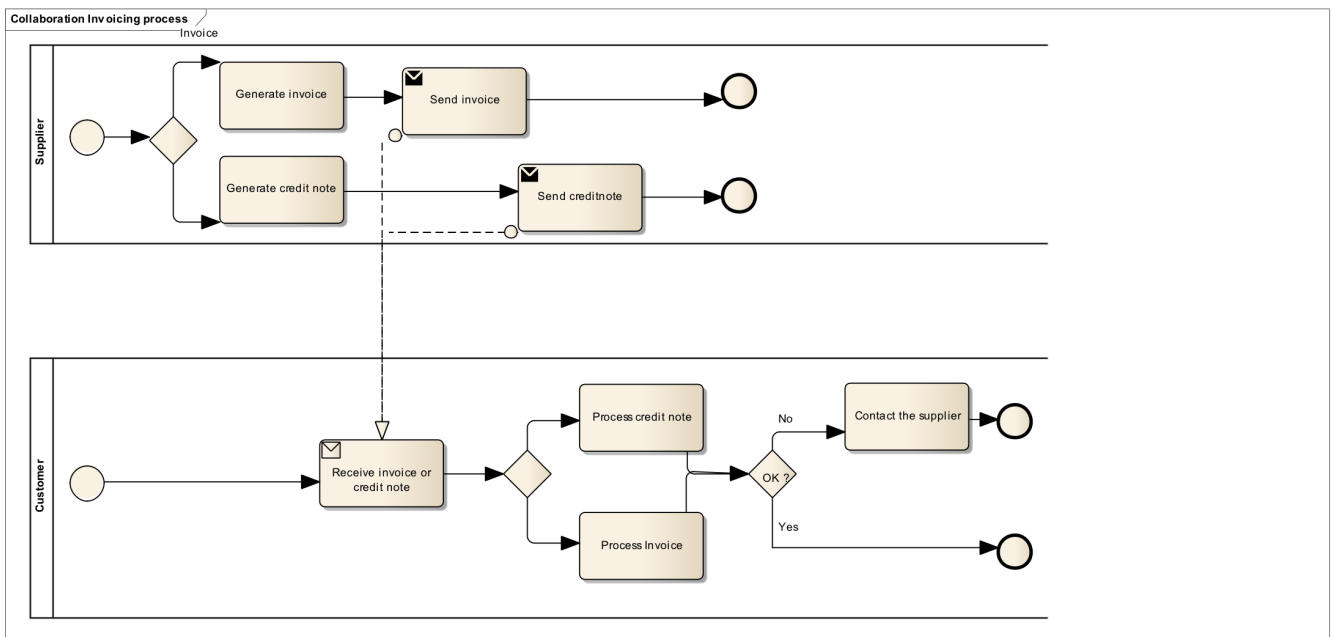 Collaboration Invoicing process
Invoice
Supplier
Generate invoice
Send invoice
Generate credit note
Send creditnote
Customer
Receive invoice or
credit note
Process credit note
Process Invoice
OK ?
No
Contact the supplier
Yes